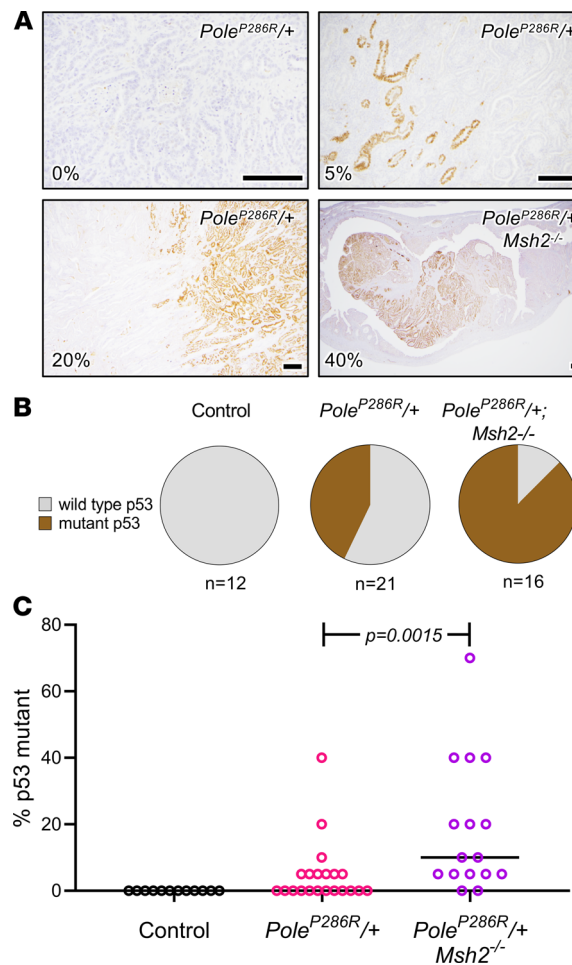 A
Pole^P286R/+
0%
Pole^P286R/+
5%
Pole^P286R/+
20%
Pole^P286R/+
Msh2^-/-
40%
B
Control
Pole^P286R/+
Pole^P286R/+;
Msh2-/-
wild type p53
mutant p53
n=12
n=21
n=16
C
% p53 mutant
80
60
40
20
0
p=0.0015
Control
Pole^P286R/+
Pole^P286R/+
Msh2^-/-